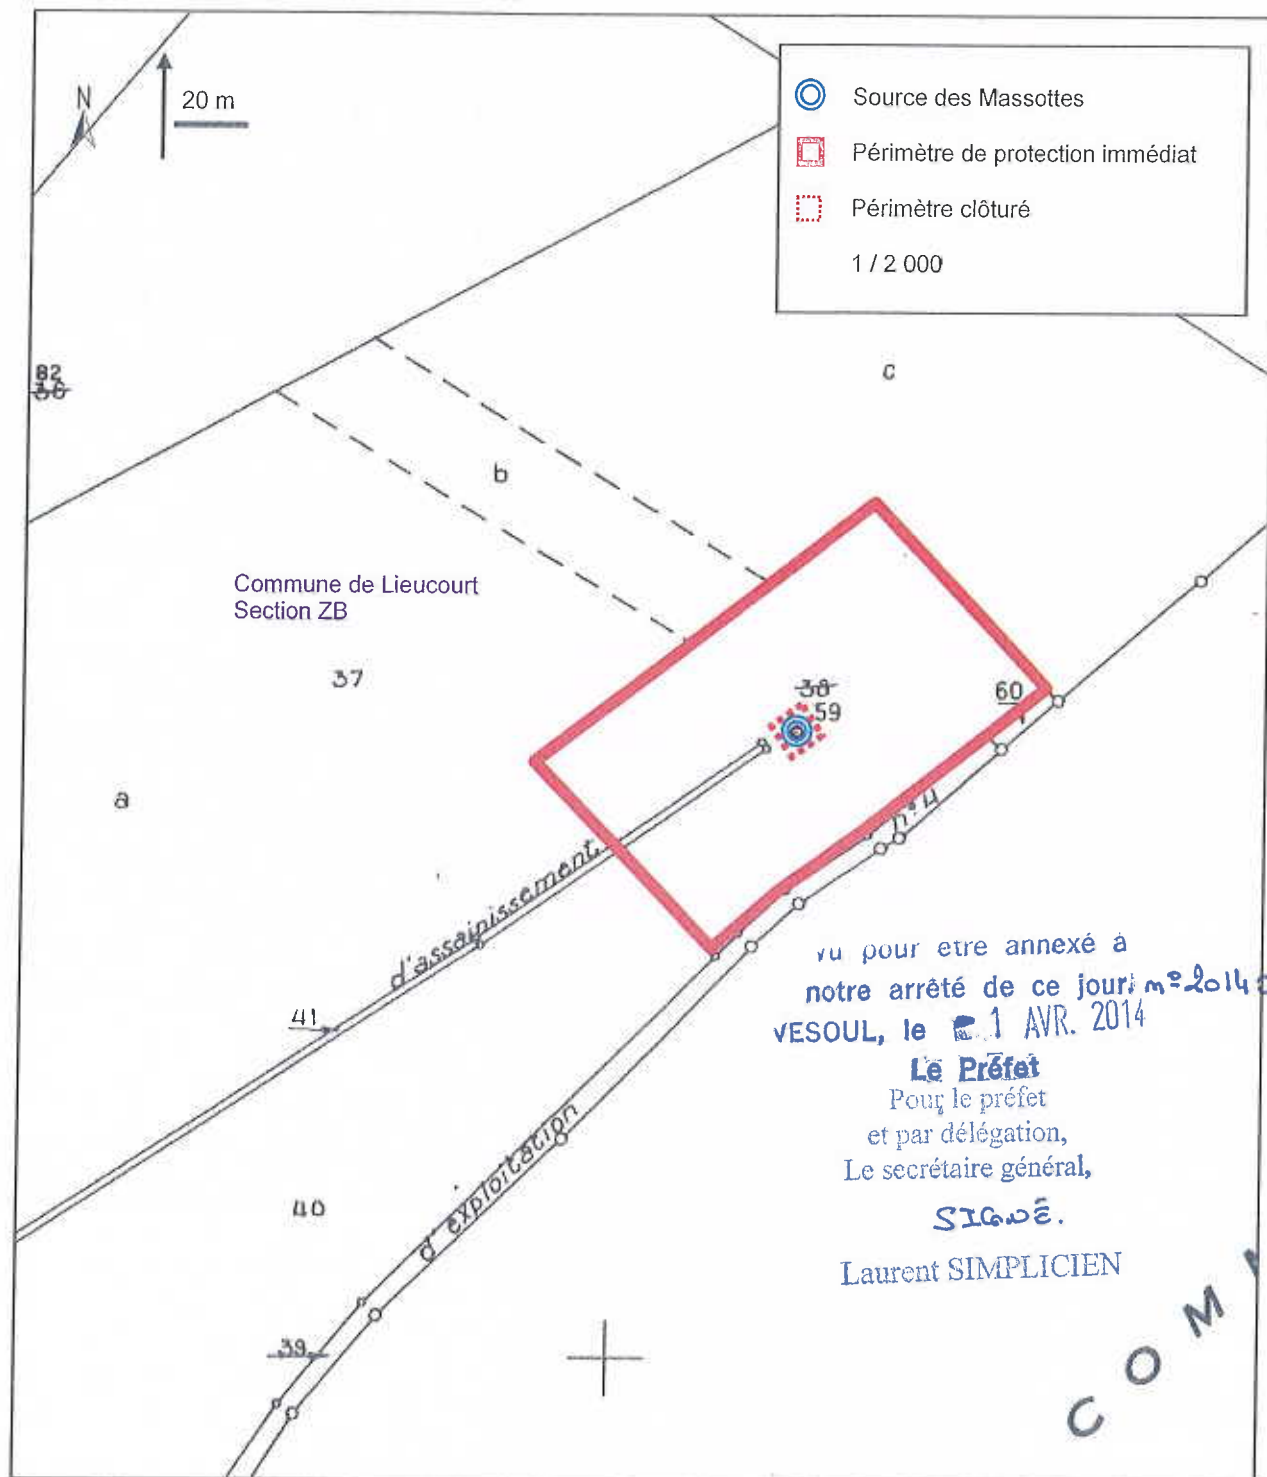 N
20 m
Source des Massottes
Périmètre de protection immédiat
Périmètre clôturé
1 / 2 000
82
36
c
b
Commune de Lieucourt
Section ZB
37
38
59
60
a
n° 4
d'assainissement
41
vu pour etre annexé à
notre arrêté de ce jour n° 2014
VESOUL, le 1 AVR. 2014
Le Préfet
Pour le préfet
et par délégation,
Le secrétaire général,
SIGNÉ.
Laurent SIMPLICIEN
d'exploitation
40
39
C O M